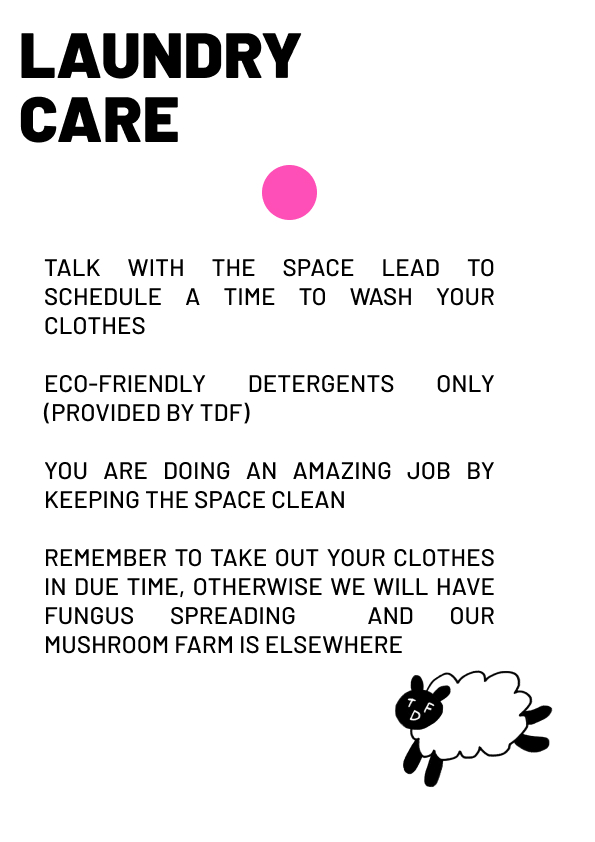 LAUNDRY
CARE
TALK WITH THE SPACE LEAD TO
SCHEDULE A TIME TO WASH YOUR
CLOTHES
ECO-FRIENDLY DETERGENTS ONLY
(PROVIDED BY TDF)
YOU ARE DOING AN AMAZING JOB BY
KEEPING THE SPACE CLEAN
REMEMBER TO TAKE OUT YOUR CLOTHES
IN DUE TIME, OTHERWISE WE WILL HAVE
FUNGUS SPREADING AND OUR
MUSHROOM FARM IS ELSEWHERE
TDF